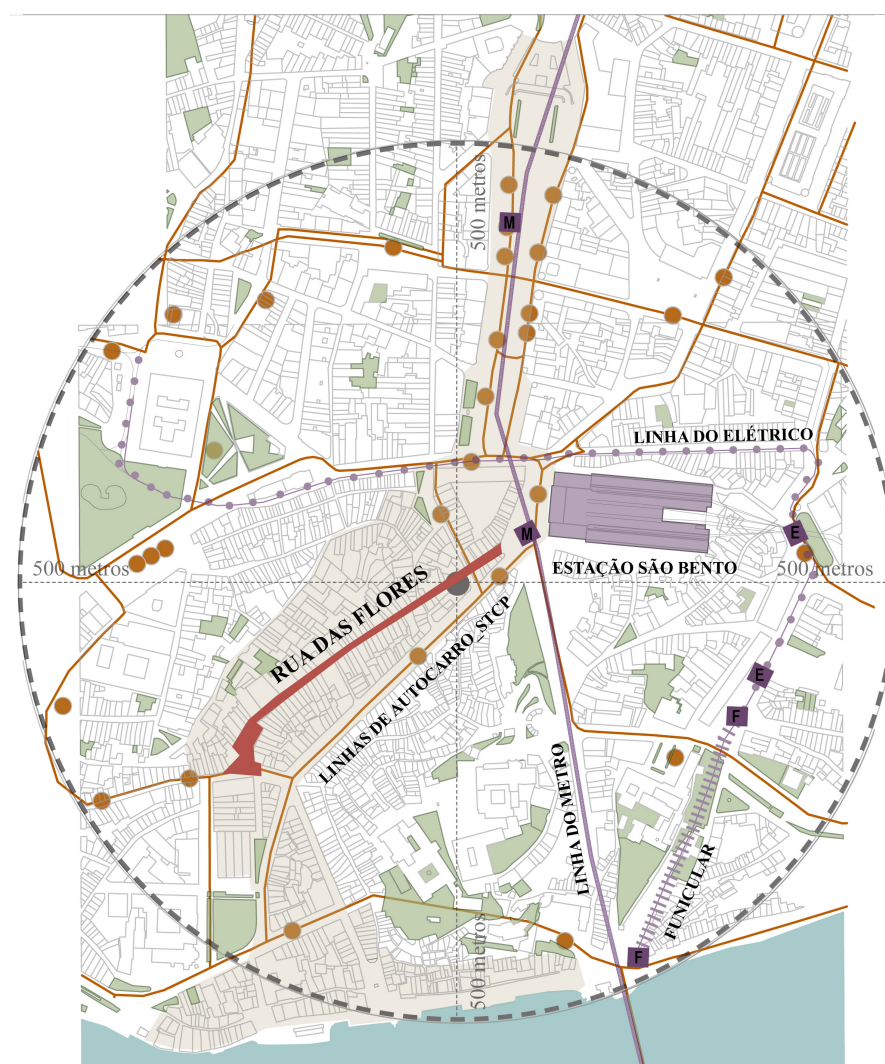 500 metros
M
LINHA DO ELÉTRICO
M
E
500 metros
ESTAÇÃO SÃO BENTO
500 metros
RUA DAS FLORES
LINHAS DE AUTOCARRO_STCP
E
F
LINHA DO METRO
FUNICULAR
500 metros
F